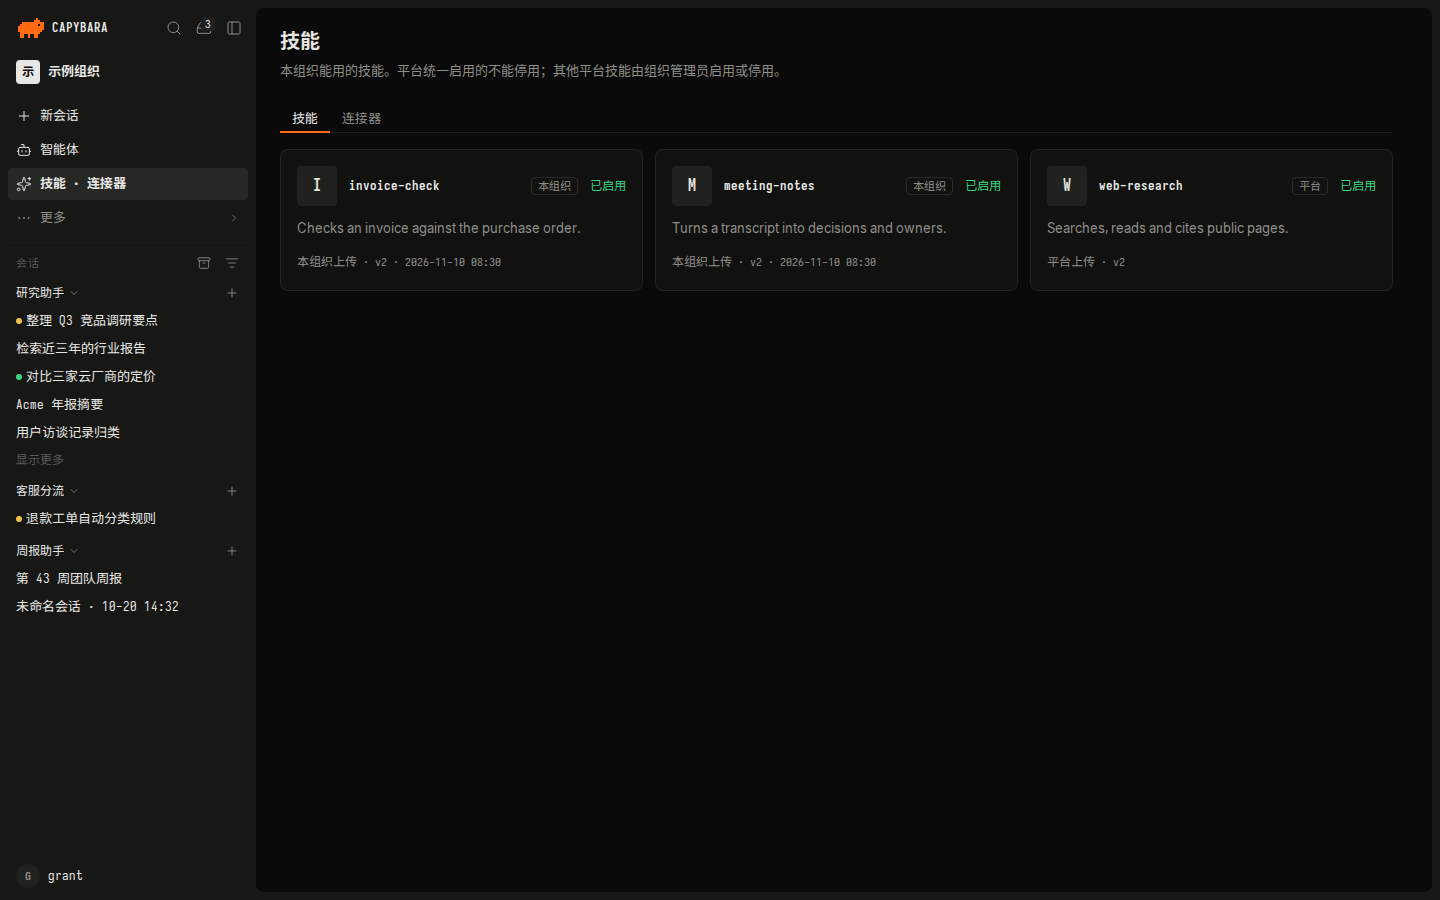 CAPYBARA
3
示 示例组织
新会话
智能体
技能 · 连接器
更多
会话
研究助手
整理 Q3 竞品调研要点
检索近三年的行业报告
对比三家云厂商的定价
Acme 年报摘要
用户访谈记录归类
显示更多
客服分流
退款工单自动分类规则
周报助手
第 43 周团队周报
未命名会话 · 10-20 14:32
G grant
技能
本组织能用的技能。平台统一启用的不能停用；其他平台技能由组织管理员启用或停用。
技能 连接器
I invoice-check 本组织 已启用
Checks an invoice against the purchase order.
本组织上传 · v2 · 2026-11-10 08:30
M meeting-notes 本组织 已启用
Turns a transcript into decisions and owners.
本组织上传 · v2 · 2026-11-10 08:30
W web-research 平台 已启用
Searches, reads and cites public pages.
平台上传 · v2